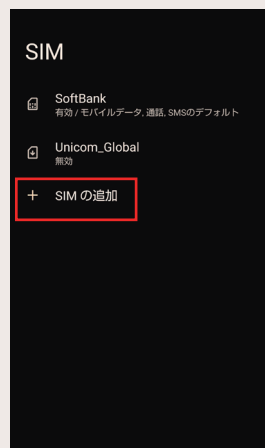 SIM
SoftBank
有効 / モバイルデータ, 通話, SMSのデフォルト
Unicom_Global
無効
+ SIM の追加